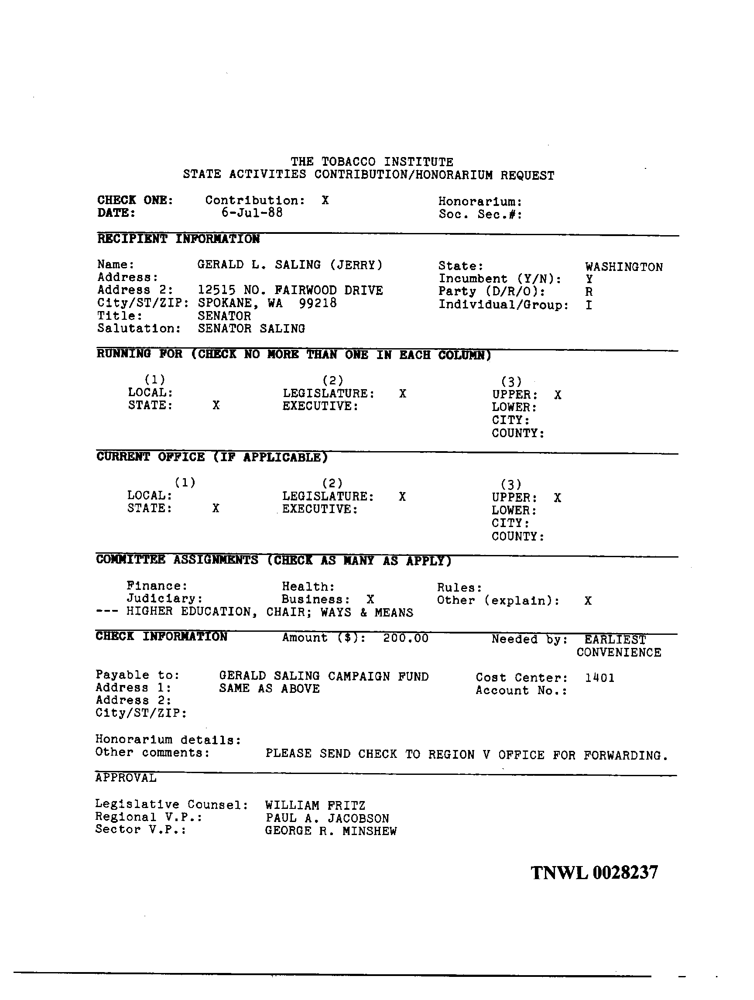 THE TOBACCO INSTITUTE
STATE ACTIVITIES CONTRIBUTION/HONORARIUM REQUEST
CHECK ONE: Contribution: X Honorarium:
DATE: 6-Jul-88 Soc. Sec.#:
RECIPIENT INFORMATION
Name: GERALD L. SALING (JERRY) State: WASHINGTON
Address: Incumbent (Y/N): Y
Address 2: 12515 NO. FAIRWOOD DRIVE Party (D/R/O): R
City/ST/ZIP: SPOKANE, WA 99218 Individual/Group: I
Title: SENATOR
Salutation: SENATOR SALING
RUNNING FOR (CHECK NO MORE THAN ONE IN EACH COLUMN)
(1) (2) (3)
LOCAL: LEGISLATURE: X UPPER: X
STATE: X EXECUTIVE: LOWER:
CITY:
COUNTY:
CURRENT OFFICE (IF APPLICABLE)
(1) (2) (3)
LOCAL: LEGISLATURE: X UPPER: X
STATE: X EXECUTIVE: LOWER:
CITY:
COUNTY:
COMMITTEE ASSIGNMENTS (CHECK AS MANY AS APPLY)
Finance: Health: Rules:
Judiciary: Business: X Other (explain): X
--- HIGHER EDUCATION, CHAIR; WAYS & MEANS
CHECK INFORMATION Amount ($): 200.00 Needed by: EARLIEST
CONVENIENCE
Payable to: GERALD SALING CAMPAIGN FUND Cost Center: 1401
Address 1: SAME AS ABOVE Account No.:
Address 2:
City/ST/ZIP:
Honorarium details:
Other comments: PLEASE SEND CHECK TO REGION V OFFICE FOR FORWARDING.
APPROVAL
Legislative Counsel: WILLIAM FRITZ
Regional V.P.: PAUL A. JACOBSON
Sector V.P.: GEORGE R. MINSHEW
TNWL 0028237